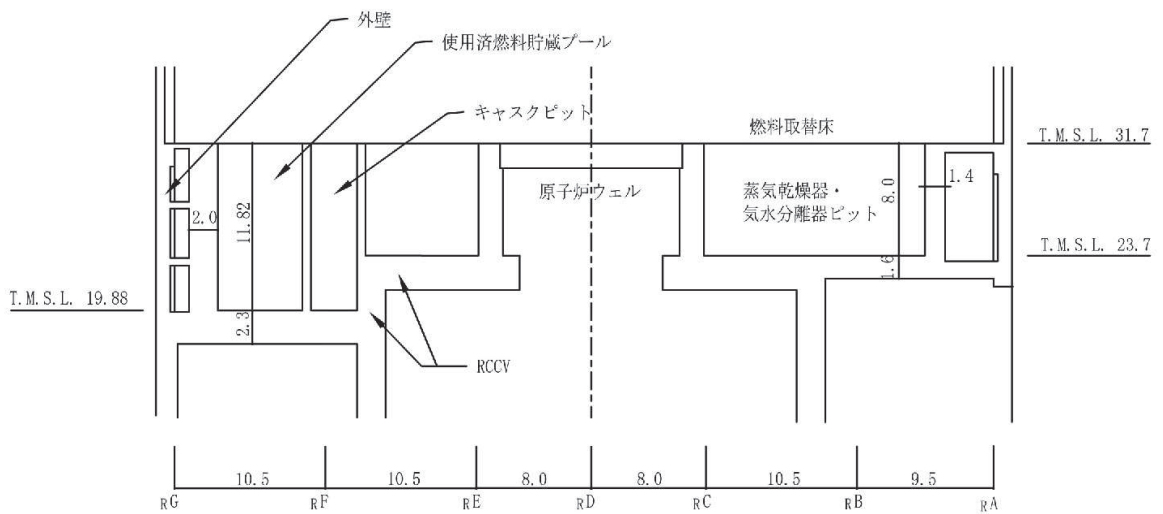 外壁
使用済燃料貯蔵プール
キャスクピット
燃料取替床
T.M.S.L. 31.7
原子炉ウェル
蒸気乾燥器・
気水分離器ピット
8.0
1.4
2.0
11.82
T.M.S.L. 23.7
1.6
T.M.S.L. 19.88
2.3
RCCV
10.5
10.5
8.0
8.0
10.5
9.5
RG
RF
RE
RD
RC
RB
RA